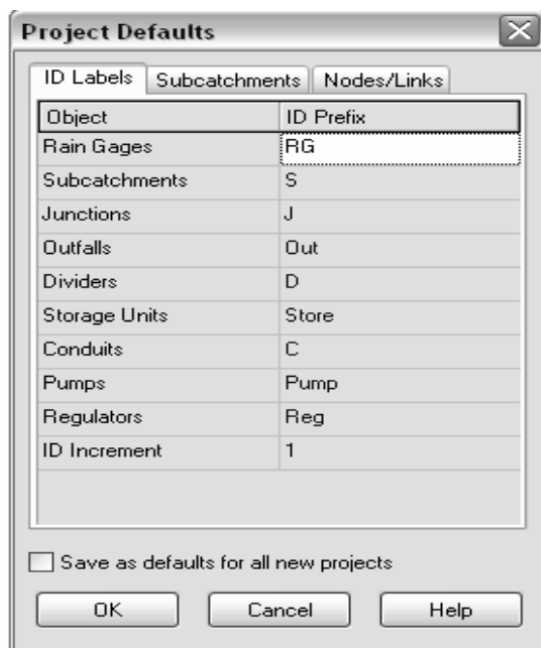 Project Defaults
ID Labels Subcatchments Nodes/Links
Object ID Prefix
Rain Gages RG
Subcatchments S
Junctions J
Outfalls Out
Dividers D
Storage Units Store
Conduits C
Pumps Pump
Regulators Reg
ID Increment 1
Save as defaults for all new projects
OK Cancel Help